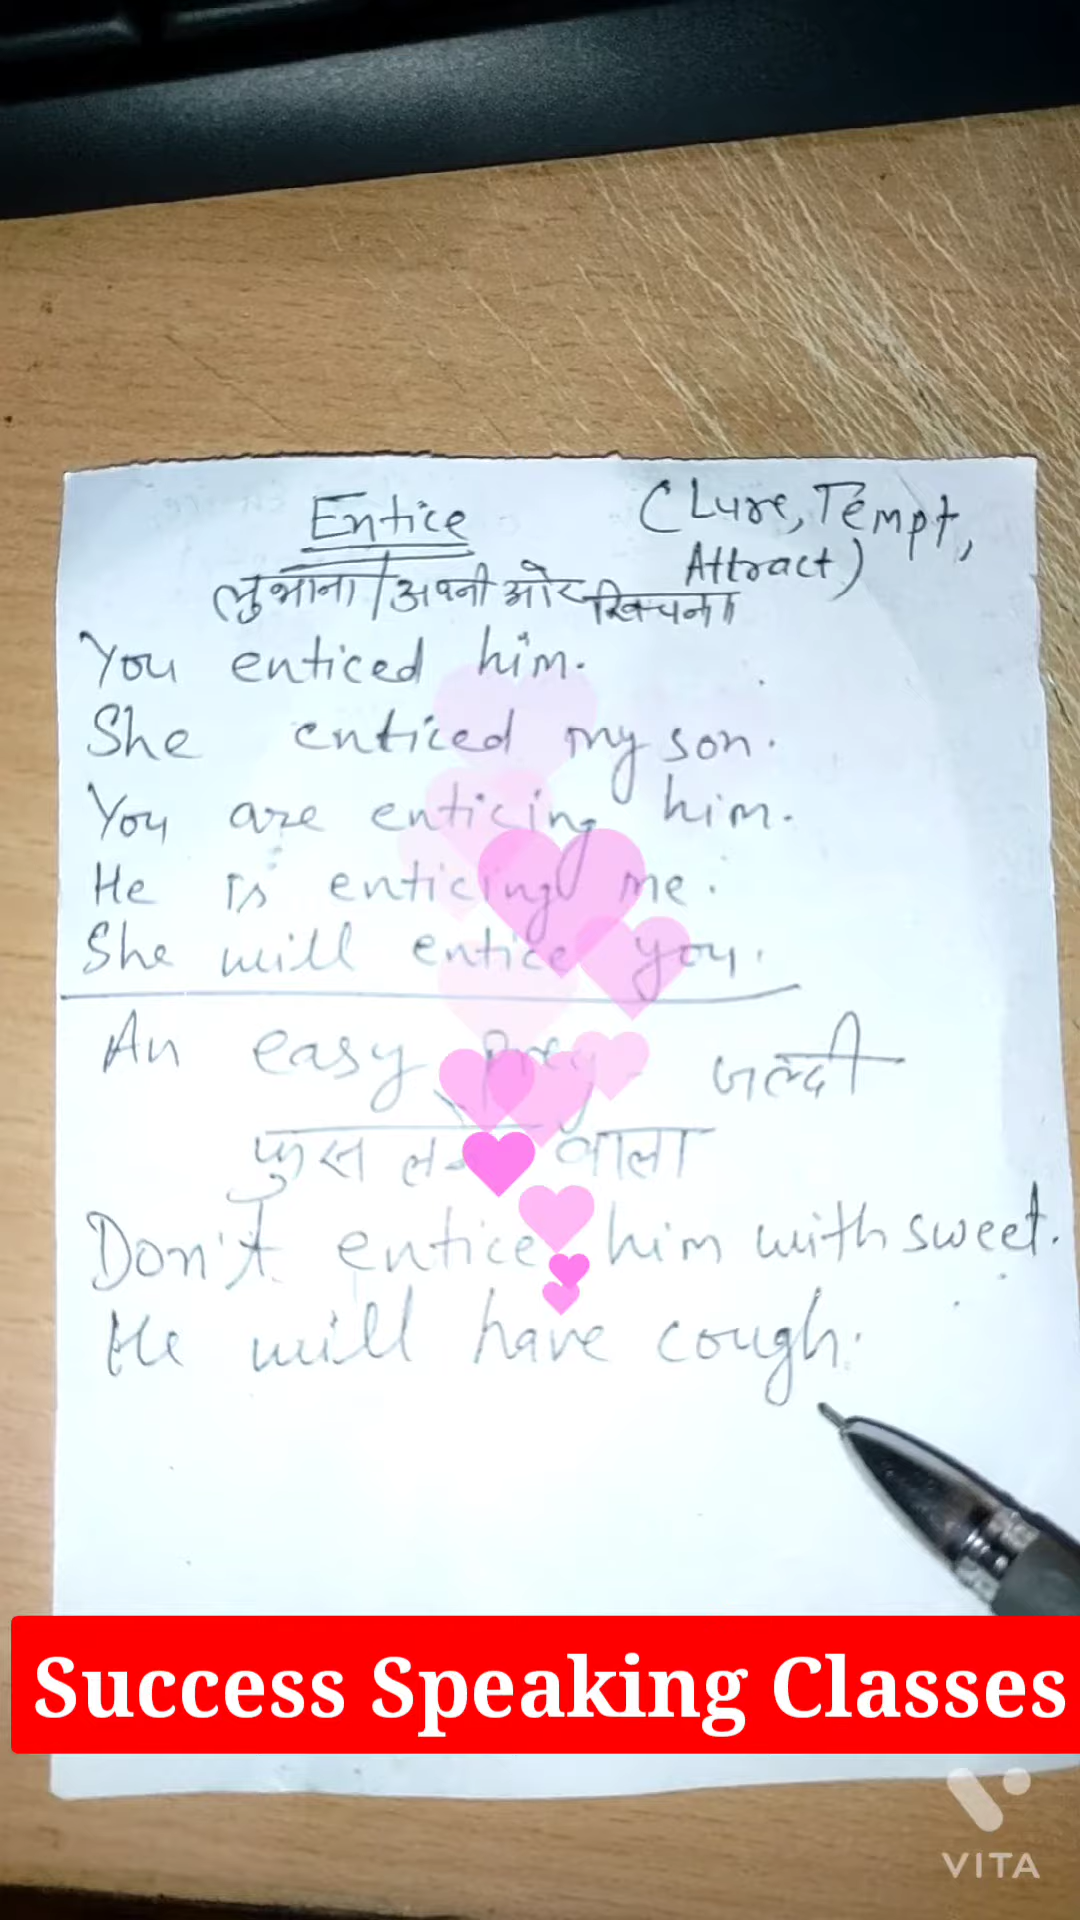 Entice (Lure, Tempt,
Attract)
लुभाना / अपनी ओर खिचना
You enticed him.
She enticed my son.
You are enticing him.
He is enticing me.
She will entice you.
An easy prey. जल्दी
वाला
Don't entice him with sweet.
He will have cough.
Success Speaking Classes
VITA